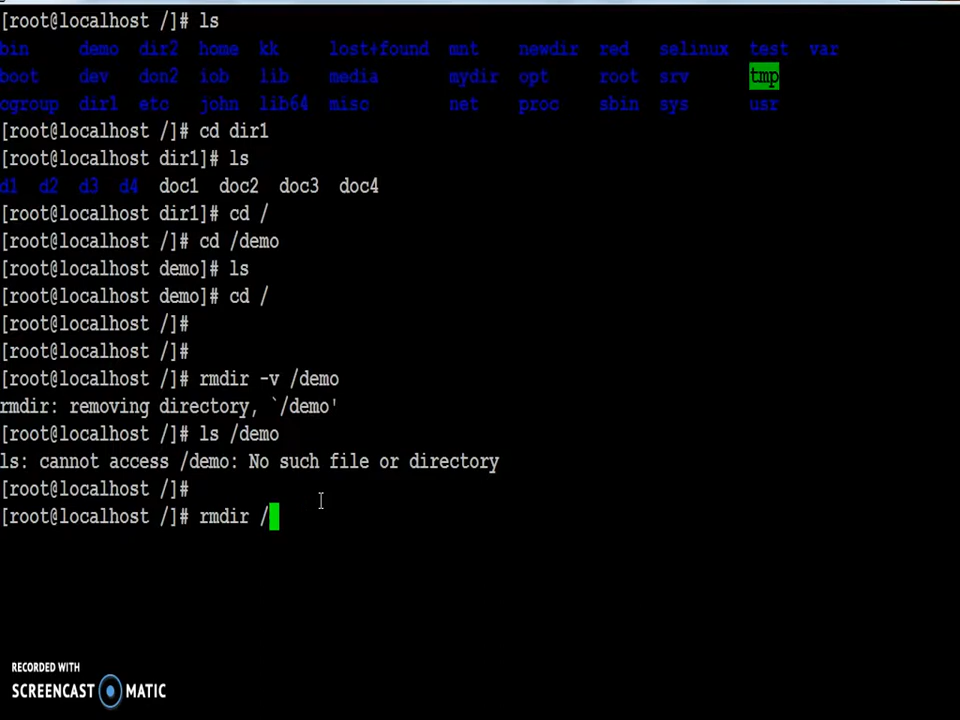 [root@localhost /]# ls
bin demo dir2 home kk lost+found mnt newdir red selinux test var
boot dev don2 iob lib media mydir opt root srv tmp
cgroup dir1 etc john lib64 misc net proc sbin sys usr
[root@localhost /]# cd dir1
[root@localhost dir1]# ls
d1 d2 d3 d4 doc1 doc2 doc3 doc4
[root@localhost dir1]# cd /
[root@localhost /]# cd /demo
[root@localhost demo]# ls
[root@localhost demo]# cd /
[root@localhost /]#
[root@localhost /]#
[root@localhost /]# rmdir -v /demo
rmdir: removing directory, `/demo'
[root@localhost /]# ls /demo
ls: cannot access /demo: No such file or directory
[root@localhost /]#
[root@localhost /]# rmdir /
RECORDED WITH
SCREENCAST MATIC